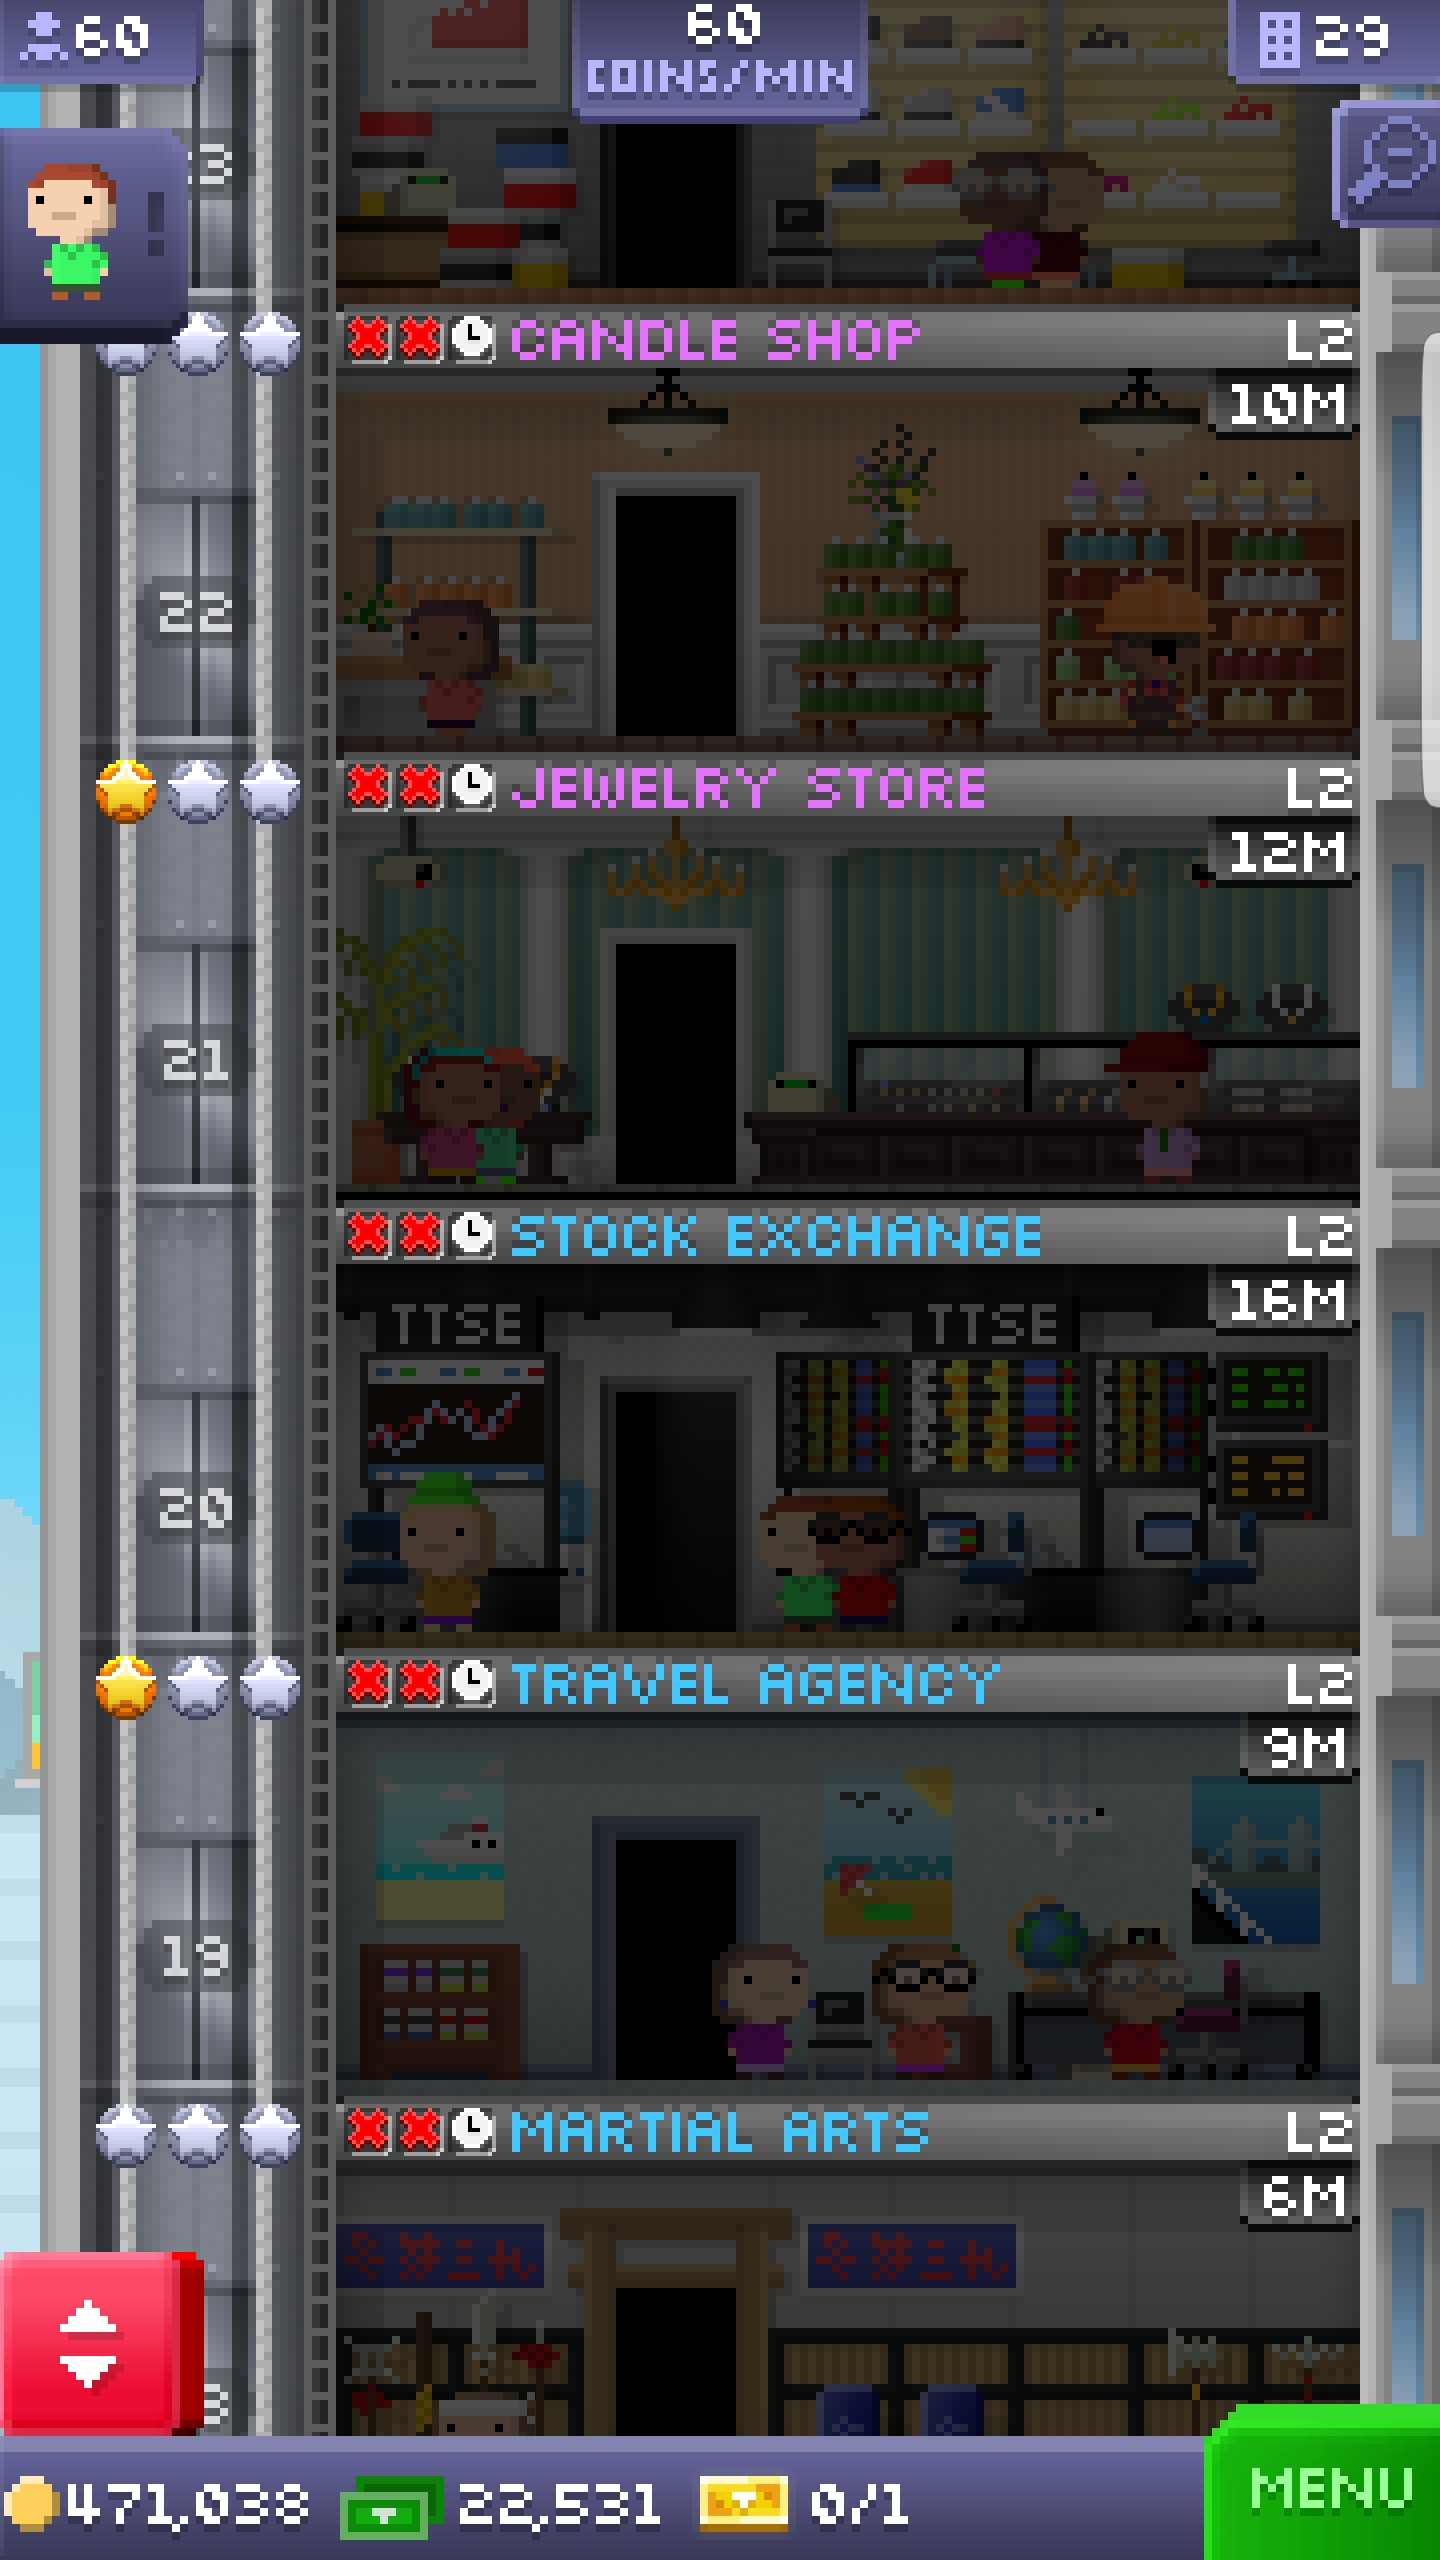 60
60
COINS/MIN
29
CANDLE SHOP
L2
10M
22
JEWELRY STORE
L2
12M
21
STOCK EXCHANGE
L2
16M
TTSE
TTSE
20
TRAVEL AGENCY
L2
9M
19
MARTIAL ARTS
L2
6M
471,038
22,531
0/1
MENU